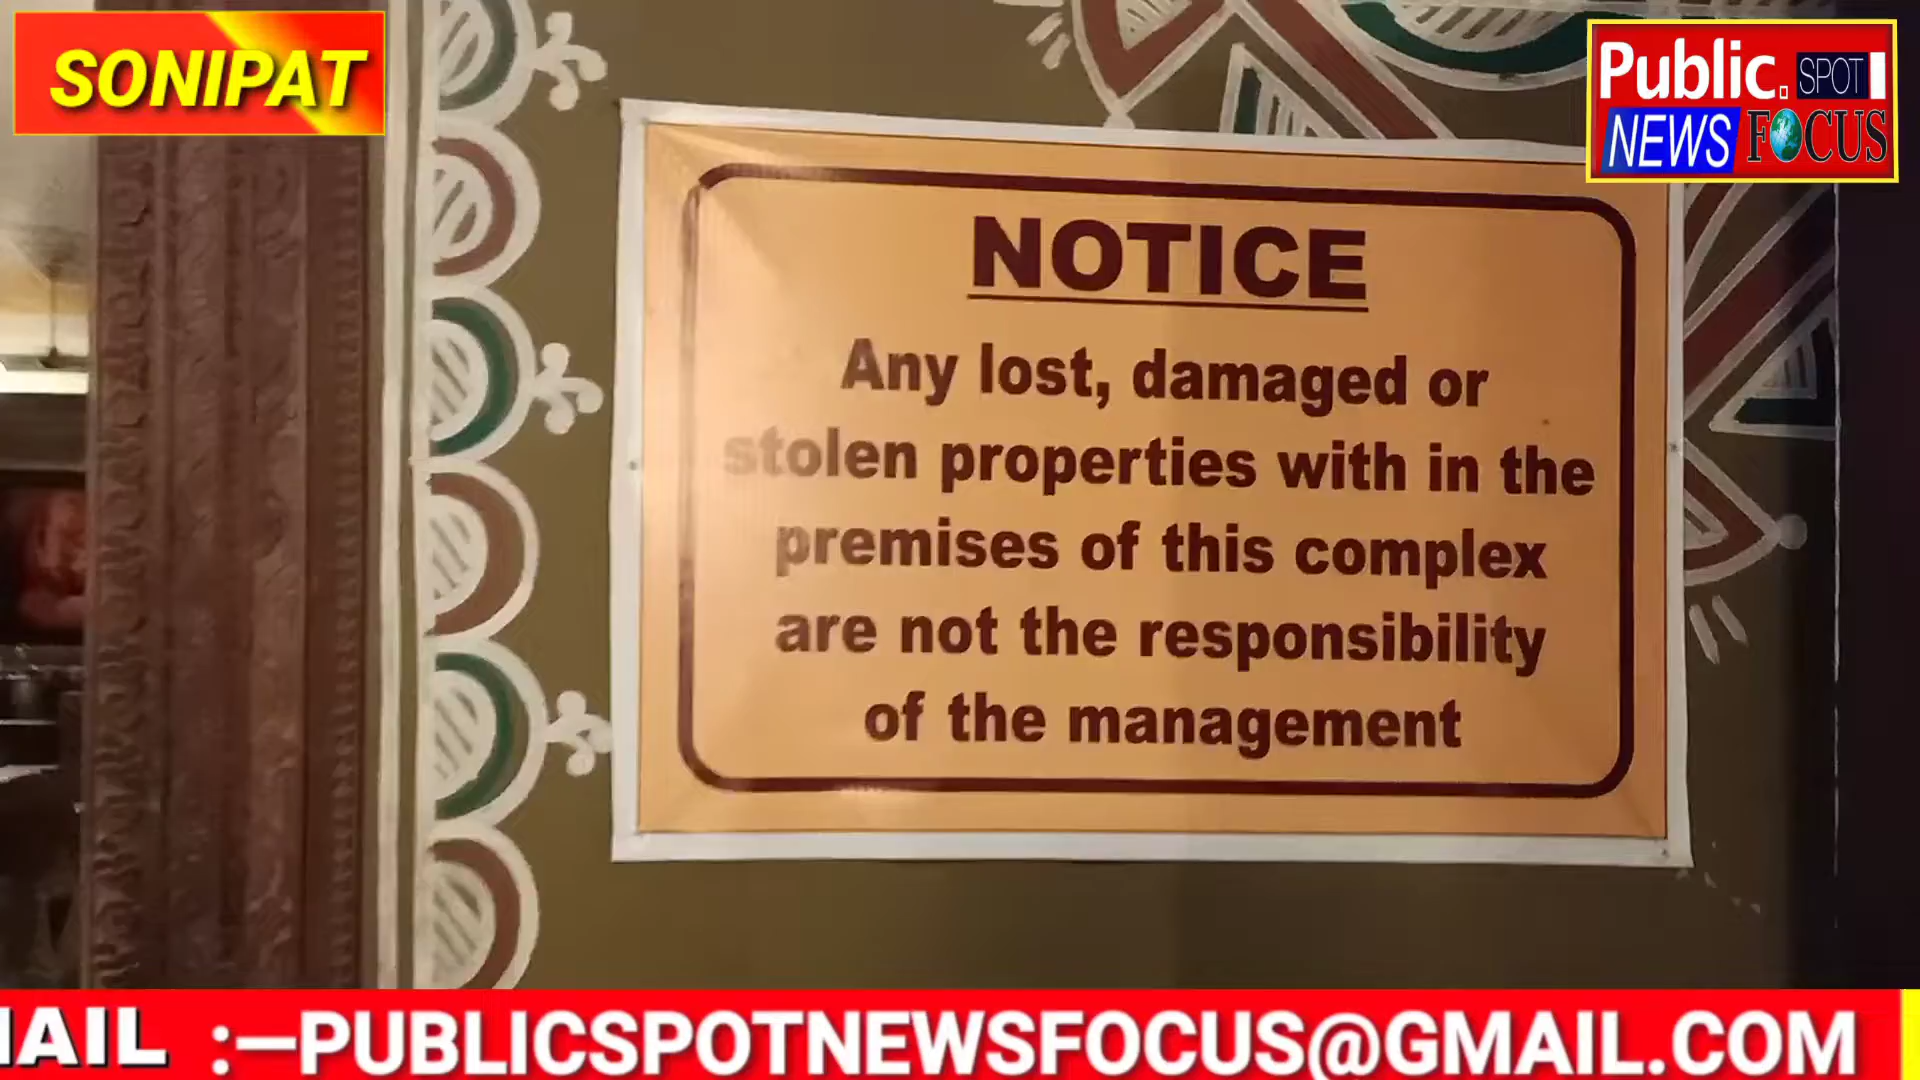 SONIPAT
Public. SPOT
NEWS FOCUS
NOTICE
Any lost, damaged or
stolen properties with in the
premises of this complex
are not the responsibility
of the management
MAIL :—PUBLICSPOTNEWSFOCUS@GMAIL.COM